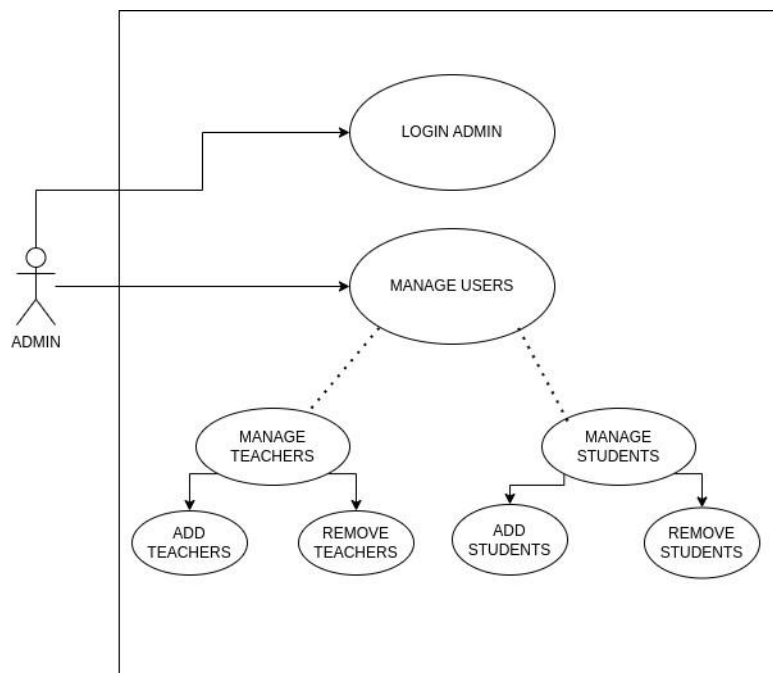 LOGIN ADMIN
MANAGE USERS
ADMIN
MANAGE
TEACHERS
MANAGE
STUDENTS
ADD
TEACHERS
REMOVE
TEACHERS
ADD
STUDENTS
REMOVE
STUDENTS